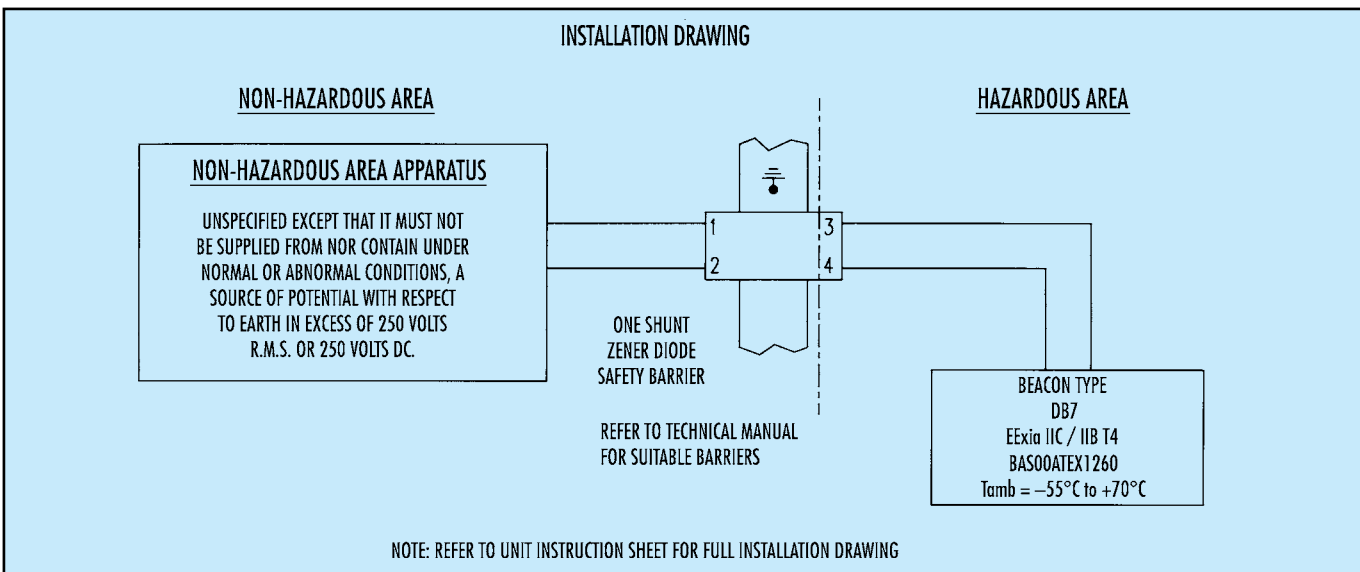 INSTALLATION DRAWING
NON-HAZARDOUS AREA
HAZARDOUS AREA
NON-HAZARDOUS AREA APPARATUS
UNSPECIFIED EXCEPT THAT IT MUST NOT
BE SUPPLIED FROM NOR CONTAIN UNDER
NORMAL OR ABNORMAL CONDITIONS, A
SOURCE OF POTENTIAL WITH RESPECT
TO EARTH IN EXCESS OF 250 VOLTS
R.M.S. OR 250 VOLTS DC.
1
2
3
4
ONE SHUNT
ZENER DIODE
SAFETY BARRIER
REFER TO TECHNICAL MANUAL
FOR SUITABLE BARRIERS
BEACON TYPE
DB7
EExia IIC / IIB T4
BAS00ATEX1260
Tamb = –55°C to +70°C
NOTE: REFER TO UNIT INSTRUCTION SHEET FOR FULL INSTALLATION DRAWING